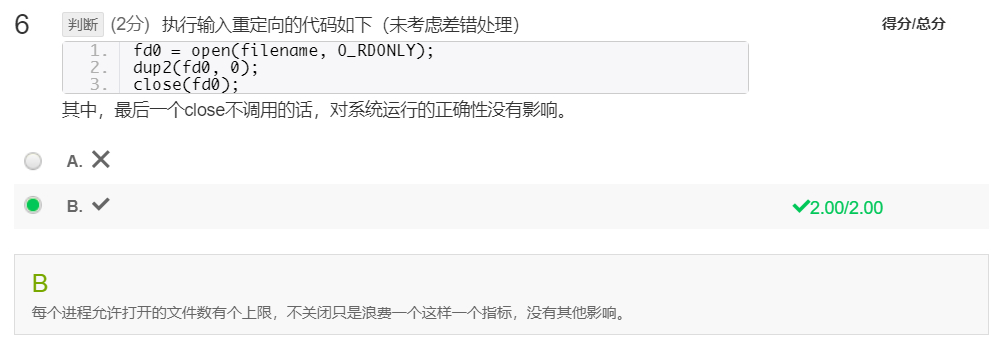 6 判断 (2分) 执行输入重定向的代码如下（未考虑差错处理） 得分/总分
1. fd0 = open(filename, O_RDONLY);
2. dup2(fd0, 0);
3. close(fd0);
其中，最后一个close不调用的话，对系统运行的正确性没有影响。
A.
B. 2.00/2.00
B
每个进程允许打开的文件数有个上限，不关闭只是浪费一个这样一个指标，没有其他影响。